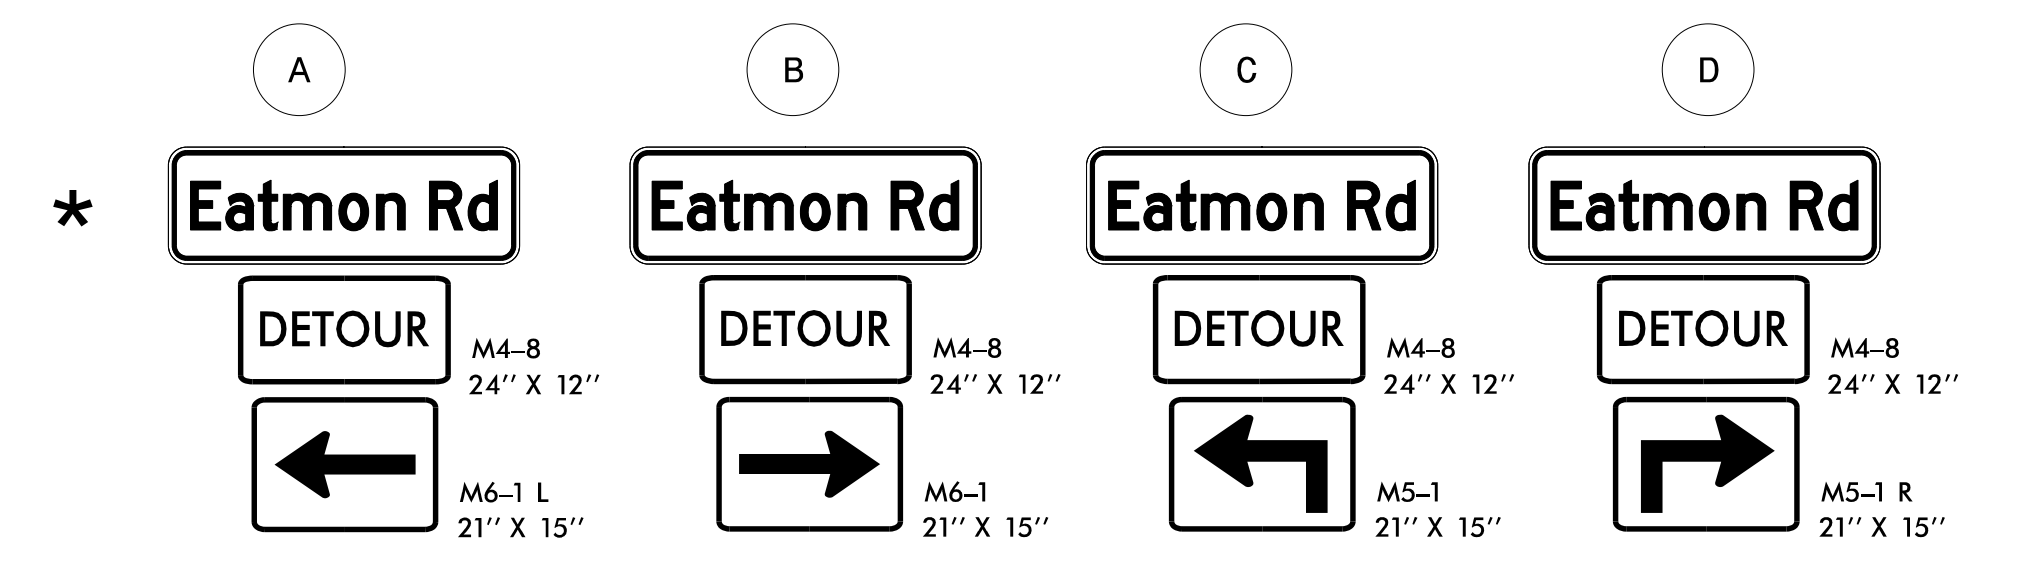 A B C D
* Eatmon Rd Eatmon Rd Eatmon Rd Eatmon Rd
DETOUR DETOUR DETOUR DETOUR
M4–8 M4–8 M4–8 M4–8
24'' X 12'' 24'' X 12'' 24'' X 12'' 24'' X 12''
M6–1 L M6–1 M5–1 M5–1 R
21'' X 15'' 21'' X 15'' 21'' X 15'' 21'' X 15''